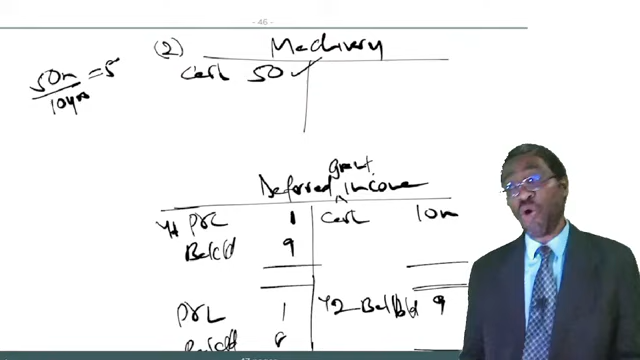 - 46 -
(2) Machinery
50m/10yrs = 5
Cash 50 ✓
Deferred grant income
Y1 P&L 1 Cash 10m
Bal c/d 9
P&L 1 Y2 Bal b/d 9
Bal c/d 8